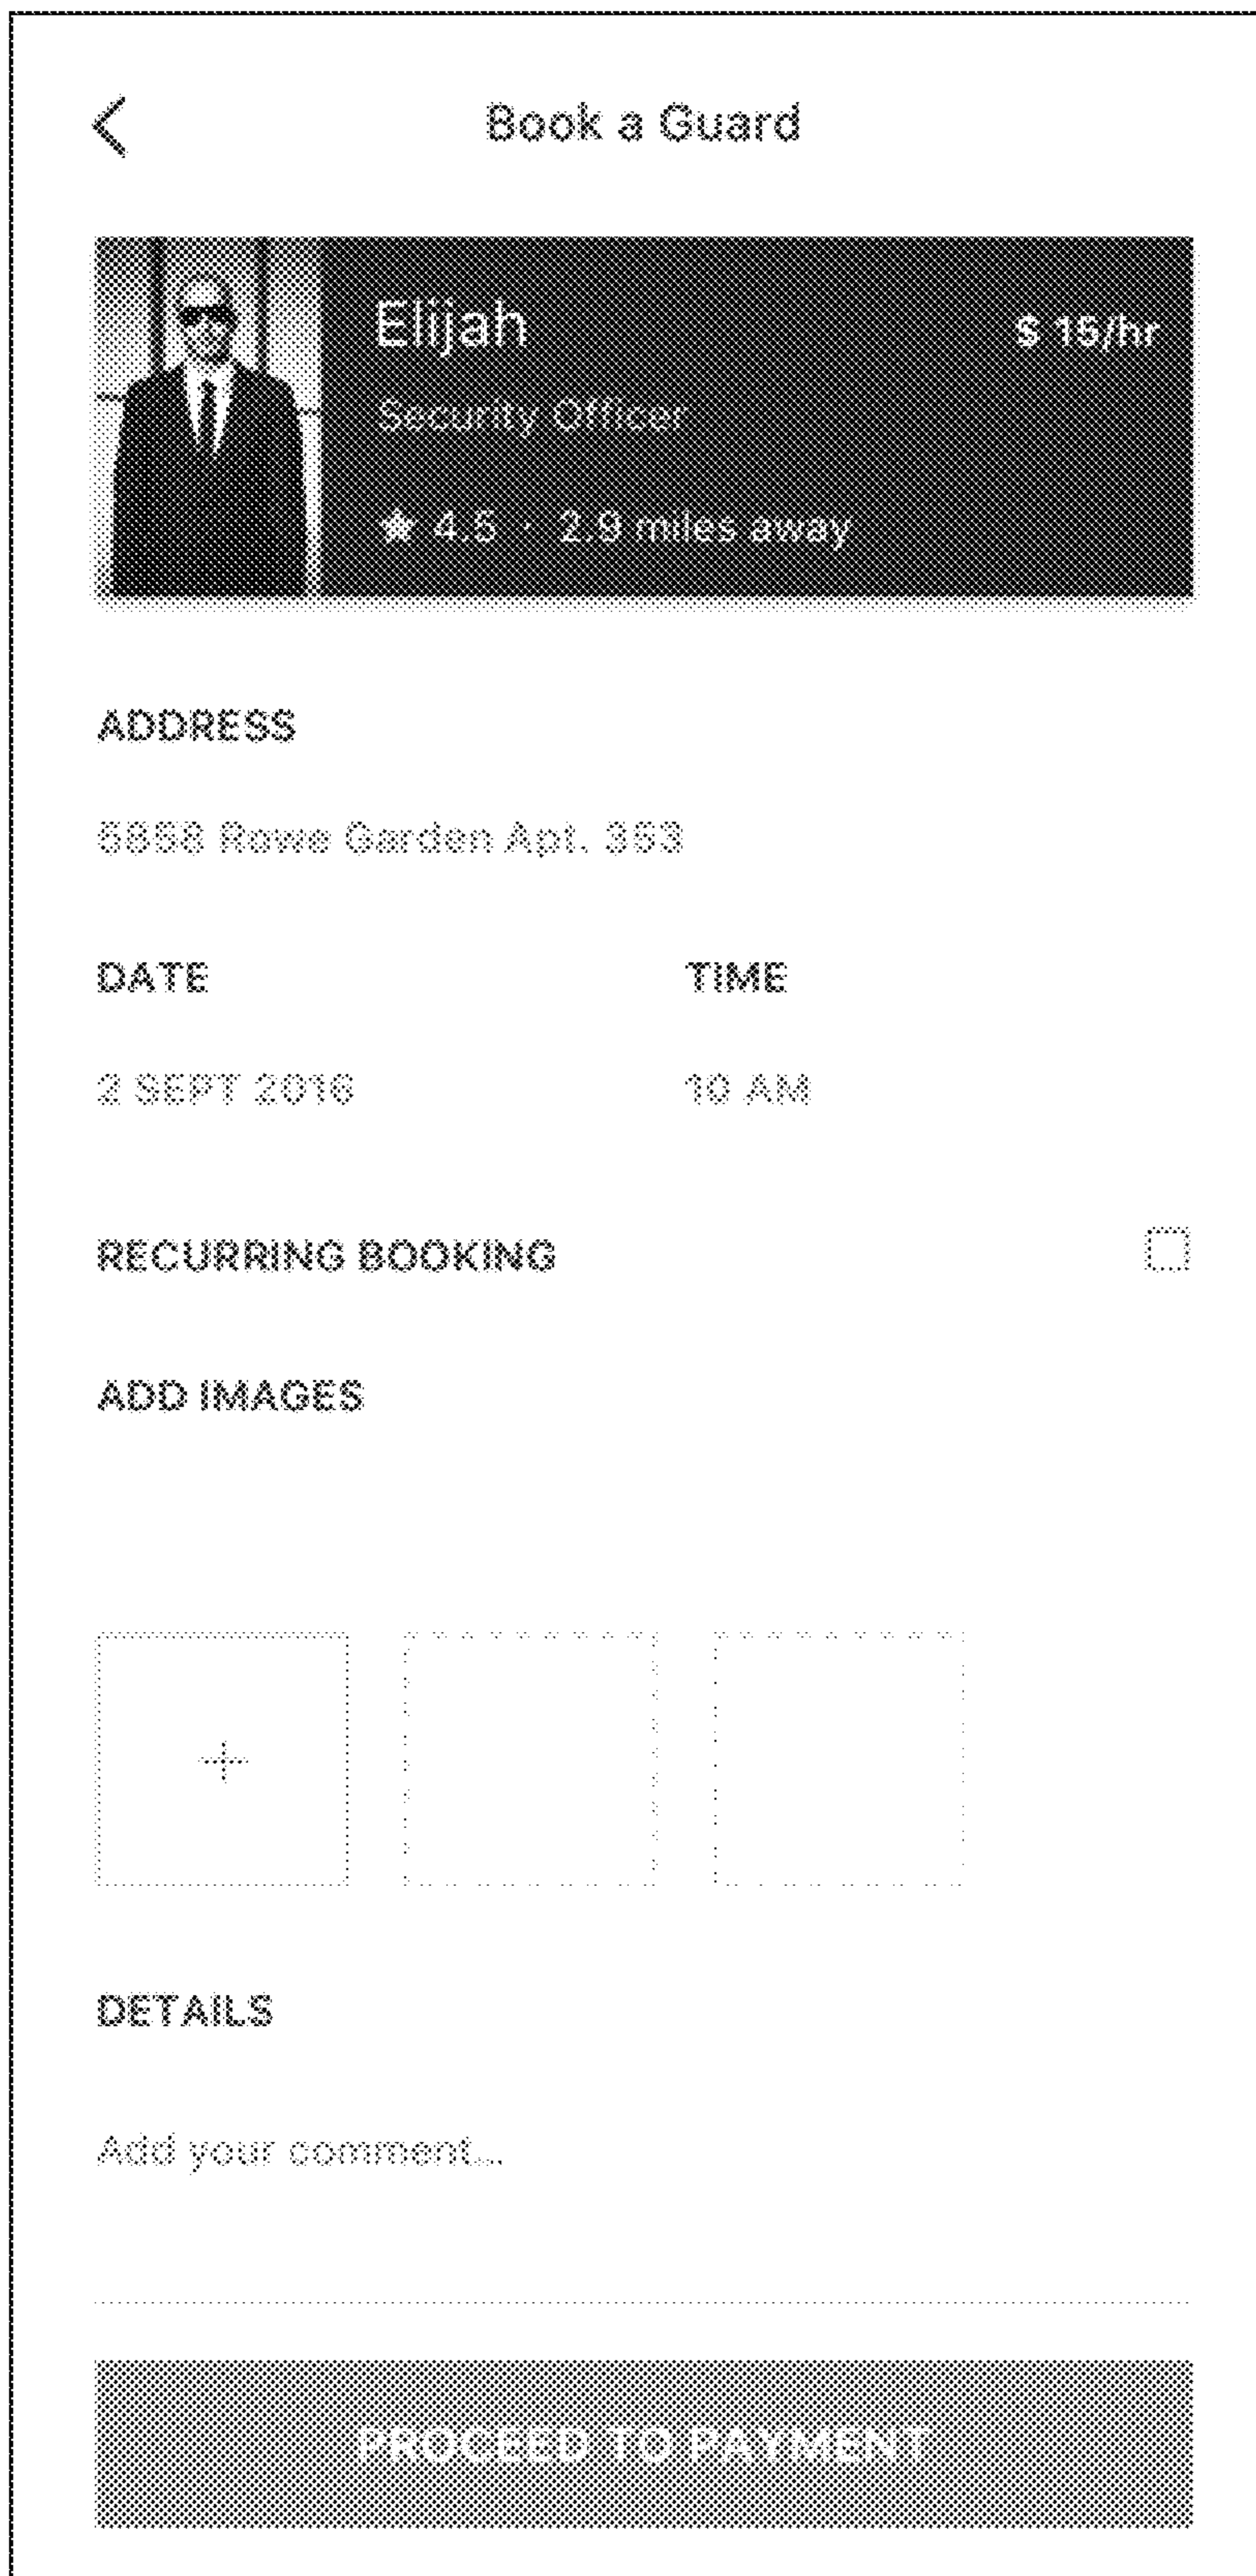 Book a Guard
Elijah
$ 15/hr
Security Officer
★ 4.5 · 2.9 miles away
ADDRESS
5858 Rowe Garden Apt. 353
DATE TIME
2 SEPT 2016 10 AM
RECURRING BOOKING
ADD IMAGES
DETAILS
Add your comment...
PROCEED TO PAYMENT